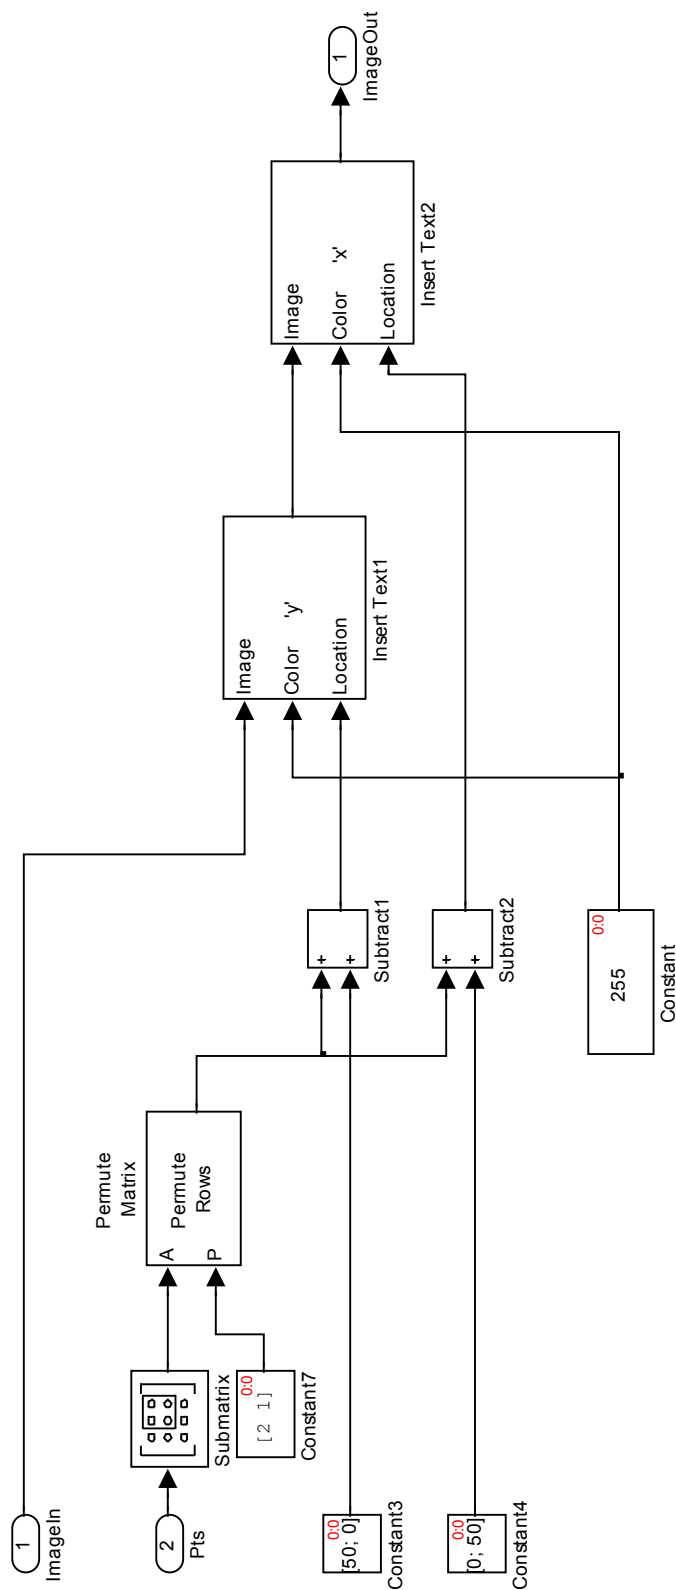 1
ImageIn
2
Pts
0:0
[50; 0]
Constant3
0:0
[0; 50]
Constant4
Submatrix
0:0
[2 1]
Constant7
Permute
Matrix
A
P
Permute
Rows
+
+
Subtract1
+
+
Subtract2
0:0
255
Constant
Image
Color 'y'
Location
Insert Text1
Image
Color 'x'
Location
Insert Text2
1
ImageOut